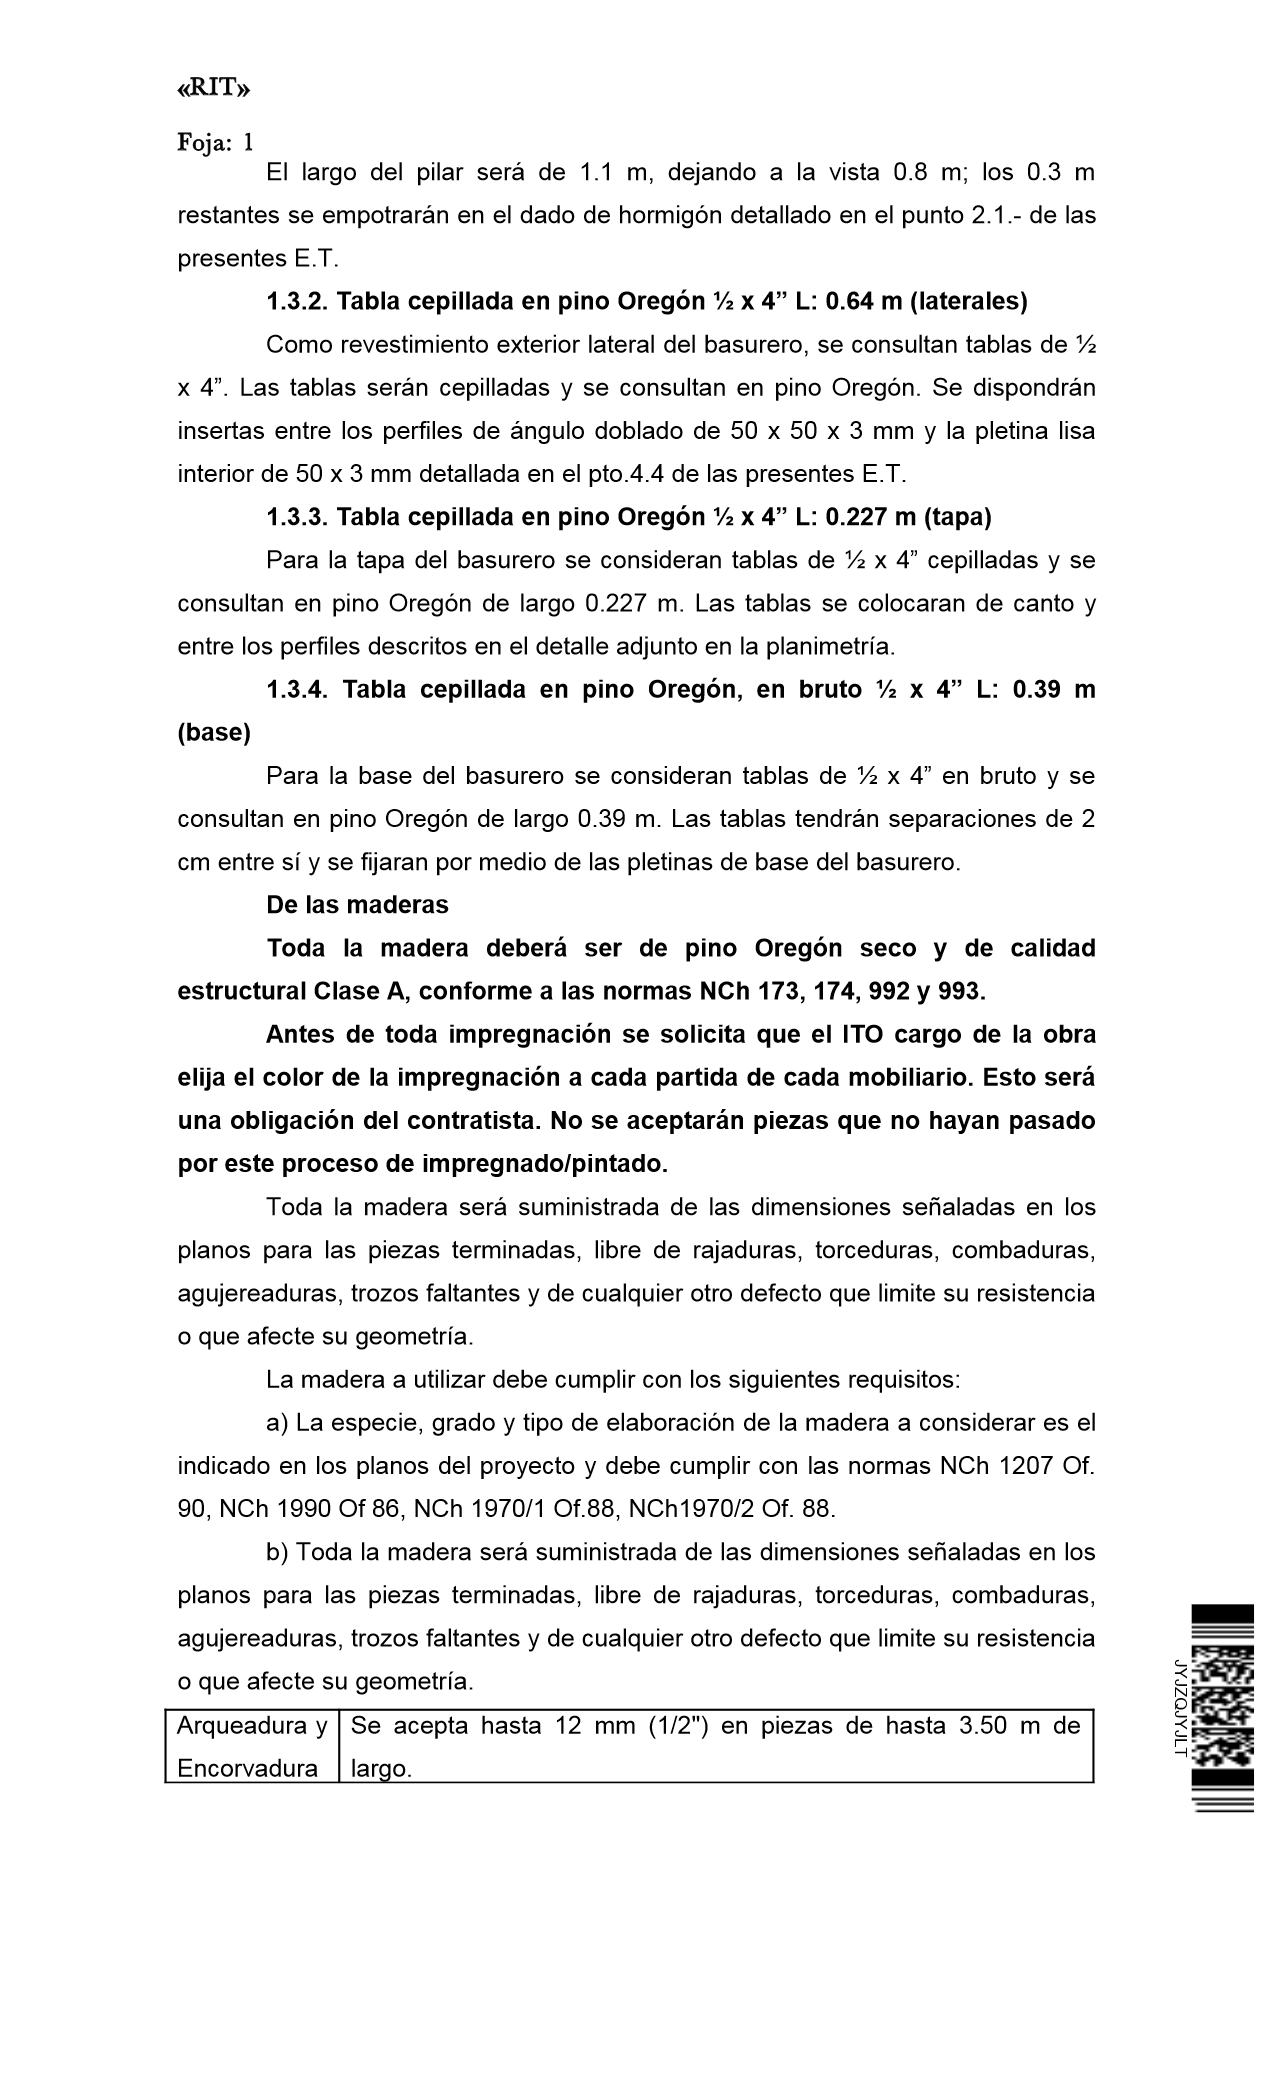 «RIT»
Foja: 1
El largo del pilar será de 1.1 m, dejando a la vista 0.8 m; los 0.3 m
restantes se empotrarán en el dado de hormigón detallado en el punto 2.1.- de las
presentes E.T.
1.3.2. Tabla cepillada en pino Oregón ½ x 4” L: 0.64 m (laterales)
Como revestimiento exterior lateral del basurero, se consultan tablas de ½
x 4”. Las tablas serán cepilladas y se consultan en pino Oregón. Se dispondrán
insertas entre los perfiles de ángulo doblado de 50 x 50 x 3 mm y la pletina lisa
interior de 50 x 3 mm detallada en el pto.4.4 de las presentes E.T.
1.3.3. Tabla cepillada en pino Oregón ½ x 4” L: 0.227 m (tapa)
Para la tapa del basurero se consideran tablas de ½ x 4” cepilladas y se
consultan en pino Oregón de largo 0.227 m. Las tablas se colocaran de canto y
entre los perfiles descritos en el detalle adjunto en la planimetría.
1.3.4. Tabla cepillada en pino Oregón, en bruto ½ x 4” L: 0.39 m
(base)
Para la base del basurero se consideran tablas de ½ x 4” en bruto y se
consultan en pino Oregón de largo 0.39 m. Las tablas tendrán separaciones de 2
cm entre sí y se fijaran por medio de las pletinas de base del basurero.
De las maderas
Toda la madera deberá ser de pino Oregón seco y de calidad
estructural Clase A, conforme a las normas NCh 173, 174, 992 y 993.
Antes de toda impregnación se solicita que el ITO cargo de la obra
elija el color de la impregnación a cada partida de cada mobiliario. Esto será
una obligación del contratista. No se aceptarán piezas que no hayan pasado
por este proceso de impregnado/pintado.
Toda la madera será suministrada de las dimensiones señaladas en los
planos para las piezas terminadas, libre de rajaduras, torceduras, combaduras,
agujereaduras, trozos faltantes y de cualquier otro defecto que limite su resistencia
o que afecte su geometría.
La madera a utilizar debe cumplir con los siguientes requisitos:
a) La especie, grado y tipo de elaboración de la madera a considerar es el
indicado en los planos del proyecto y debe cumplir con las normas NCh 1207 Of.
90, NCh 1990 Of 86, NCh 1970/1 Of.88, NCh1970/2 Of. 88.
b) Toda la madera será suministrada de las dimensiones señaladas en los
planos para las piezas terminadas, libre de rajaduras, torceduras, combaduras,
agujereaduras, trozos faltantes y de cualquier otro defecto que limite su resistencia
o que afecte su geometría.
Arqueadura y Se acepta hasta 12 mm (1/2") en piezas de hasta 3.50 m de
Encorvadura largo.
JYJZQJYJLT